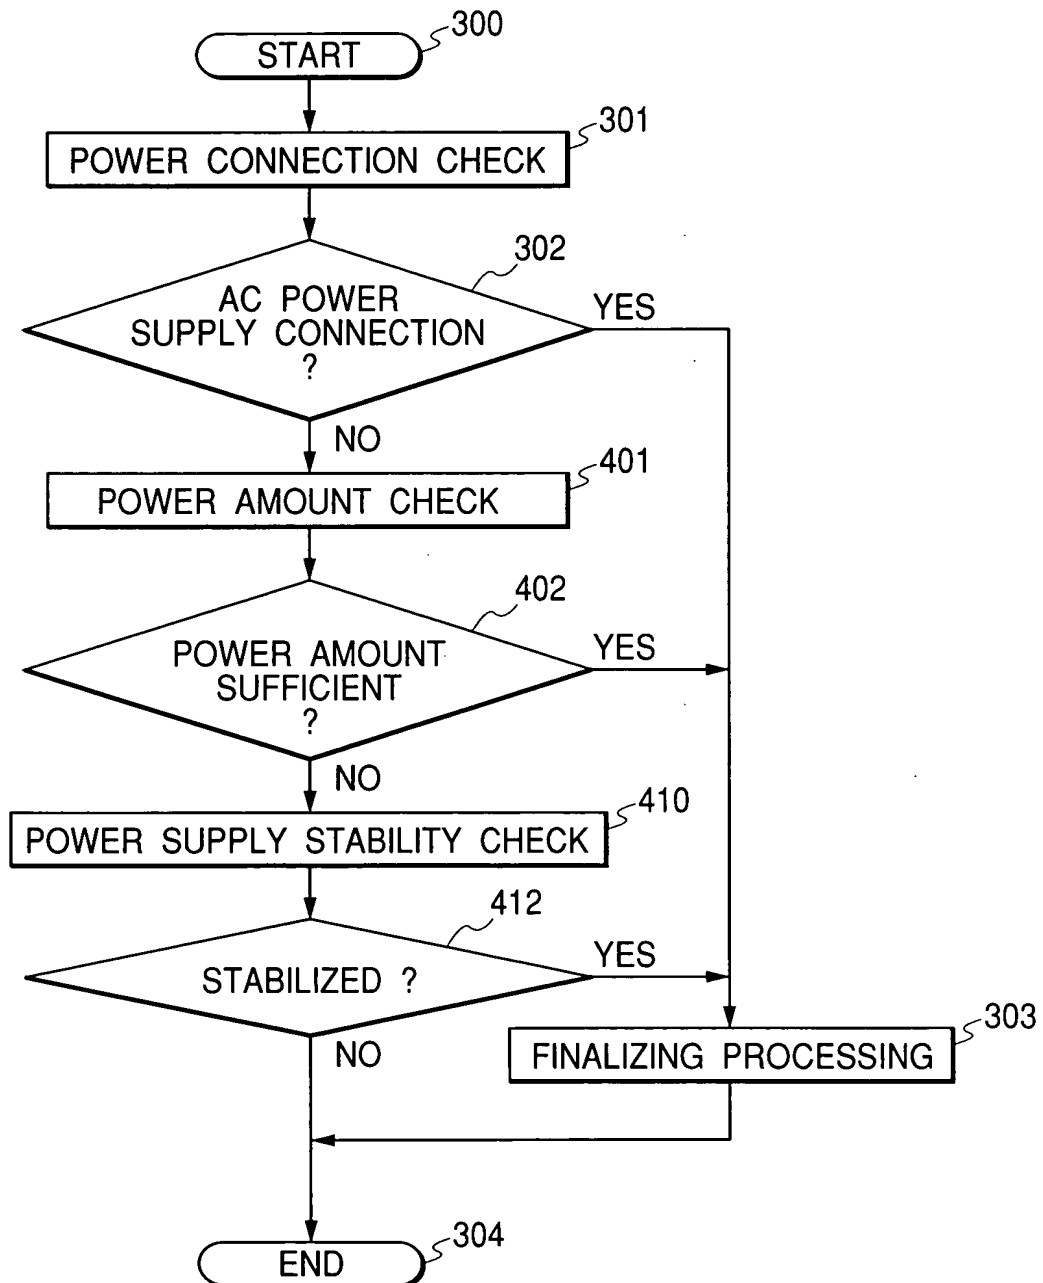 300
START
301
POWER CONNECTION CHECK
302
AC POWER
SUPPLY CONNECTION
?
YES
NO
401
POWER AMOUNT CHECK
402
POWER AMOUNT
SUFFICIENT
?
YES
NO
410
POWER SUPPLY STABILITY CHECK
412
STABILIZED ?
YES
NO
303
FINALIZING PROCESSING
304
END